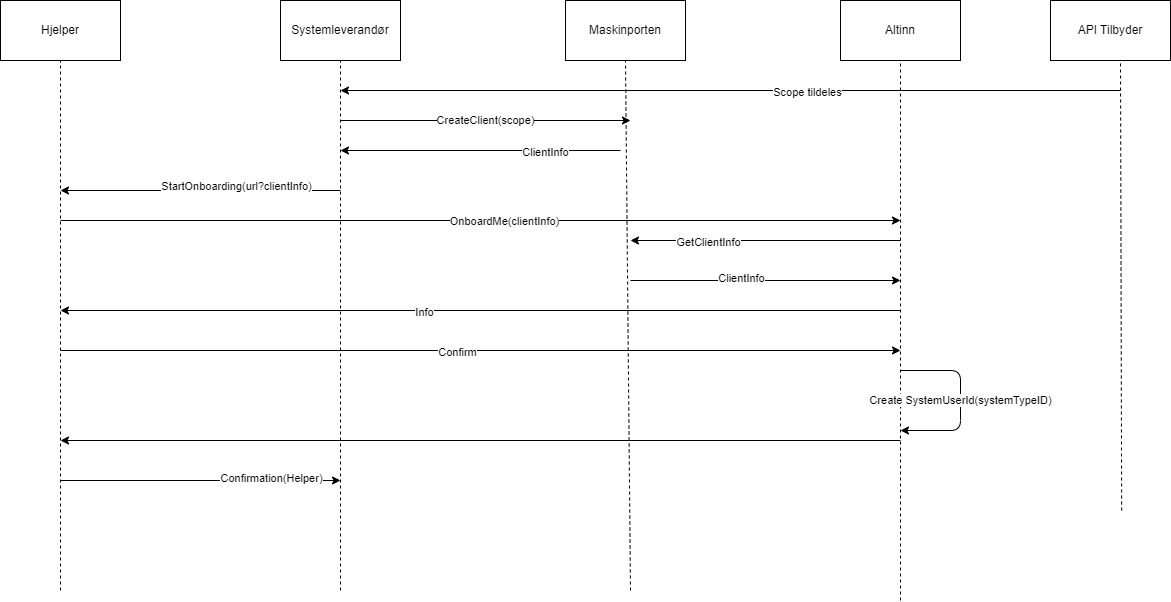 Hjelper
Systemleverandør
Maskinporten
Altinn
API Tilbyder
Scope tildeles
CreateClient(scope)
ClientInfo
StartOnboarding(url?clientInfo)
OnboardMe(clientInfo)
GetClientInfo
ClientInfo
Info
Confirm
Create SystemUserId(systemTypeID)
Confirmation(Helper)